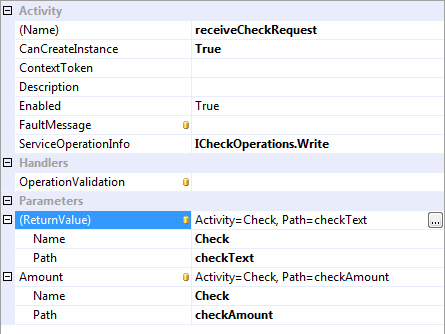 Activity
(Name) receiveCheckRequest
CanCreateInstance True
ContextToken
Description
Enabled True
FaultMessage
ServiceOperationInfo ICheckOperations.Write
Handlers
OperationValidation
Parameters
(ReturnValue) Activity=Check, Path=checkText ...
Name Check
Path checkText
Amount Activity=Check, Path=checkAmount
Name Check
Path checkAmount